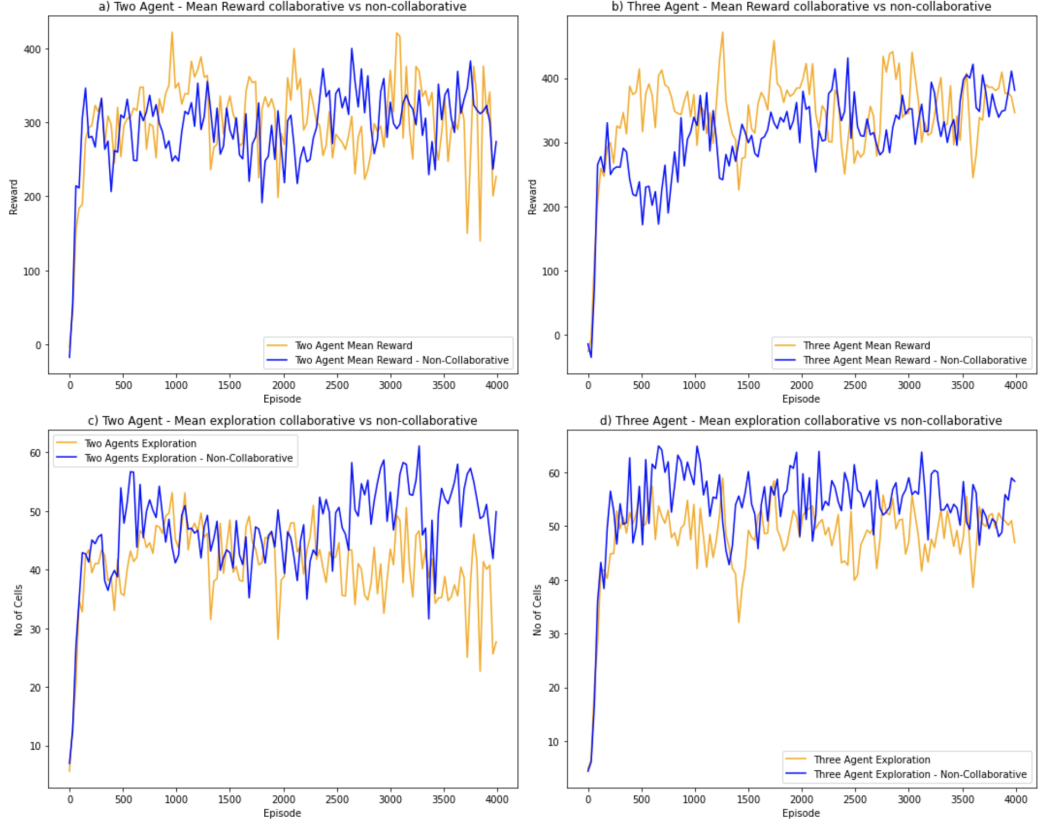 a) Two Agent - Mean Reward collaborative vs non-collaborative
400
300
200
100
0
Reward
0 500 1000 1500 2000 2500 3000 3500 4000
Episode
Two Agent Mean Reward
Two Agent Mean Reward - Non-Collaborative
b) Three Agent - Mean Reward collaborative vs non-collaborative
400
300
200
100
0
Reward
0 500 1000 1500 2000 2500 3000 3500 4000
Episode
Three Agent Mean Reward
Three Agent Mean Reward - Non-Collaborative
c) Two Agent - Mean exploration collaborative vs non-collaborative
Two Agents Exploration
Two Agents Exploration - Non-Collaborative
60
50
40
30
20
10
No of Cells
0 500 1000 1500 2000 2500 3000 3500 4000
Episode
d) Three Agent - Mean exploration collaborative vs non-collaborative
60
50
40
30
20
10
No of Cells
0 500 1000 1500 2000 2500 3000 3500 4000
Episode
Three Agent Exploration
Three Agent Exploration - Non-Collaborative